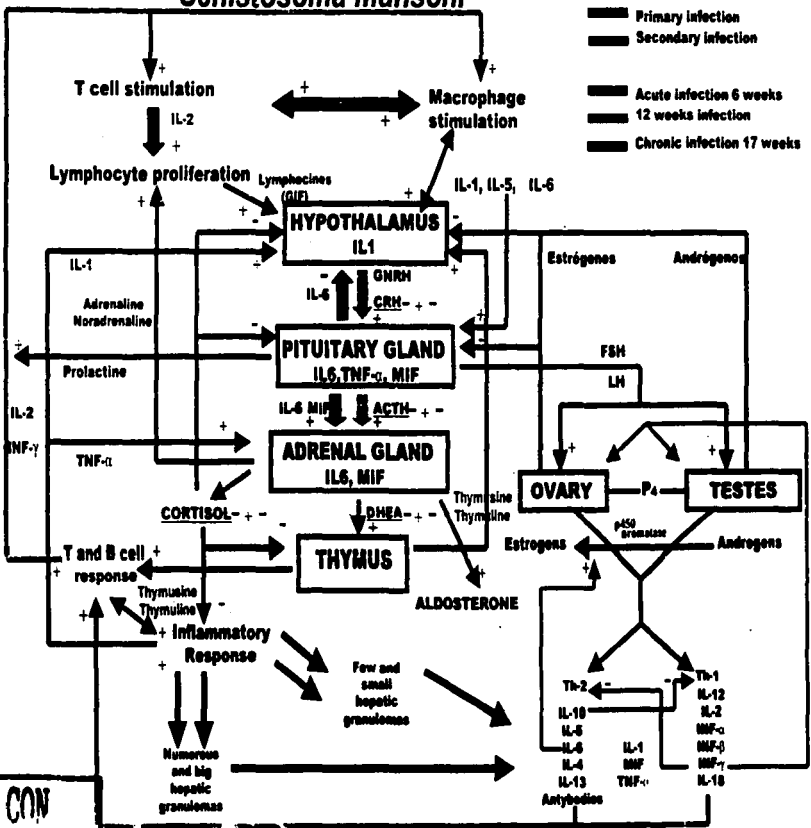 Schistosoma mansoni
Primary infection
Secondary infection
Acute infection 6 weeks
12 weeks infection
Chronic infection 17 weeks
+
+
T cell stimulation
+
+
Macrophage
stimulation
IL-2
+
Lymphocyte proliferation
Lymphocines
(GIF)
+
+
+
IL-1, IL-5, IL-6
-
HYPOTHALAMUS
IL1
-
+
+
IL-1
Estrógenos
Andrógenos
-
IL-6
GNRH
CRH- + -
+
Adrenaline
Noradrenaline
-
+
-
PITUITARY GLAND
IL6,TNF-α, MIF
+
Prolactine
FSH
LH
IL-6 MIF
+
ACTH- + -
+
IL-2
INF-γ
TNF-α
+
ADRENAL GLAND
IL6, MIF
+
+
OVARY
P4
TESTES
CORTISOL- + -
DHEA- + -
+
Thymusine
Thymuline
-
p450
aromatase
Estrogens
Androgens
+
THYMUS
T and B cell
response
+
+
+
ALDOSTERONE
Thymusine
Thymuline
-
+
+
Inflammatory
Response
+
Few and
small
hepatic
granulomas
Numerous
and big
hepatic
granulomas
Th-2
-
IL-10
IL-5
IL-6
IL-4
IL-13
Antybodies
IL-1
MIF
TNF-α
-
Th-1
IL-12
IL-2
INF-γ
IL-18
CON